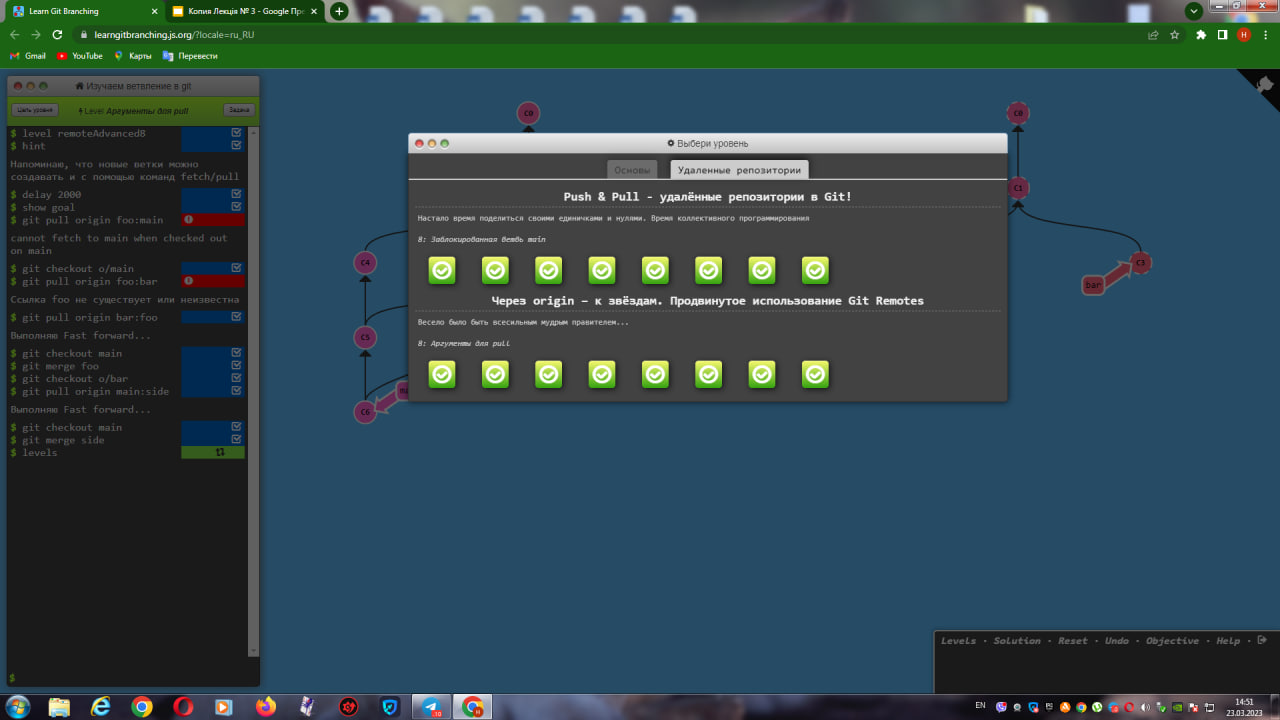 Learn Git Branching
Копия Лекція № 3 - Google Пре
learngitbranching.js.org/?locale=ru_RU
H
Gmail
YouTube
Карты
Перевести
Изучаем ветвление в git
Цель уровня
Level Аргументы для pull
Задача
$ level remoteAdvanced8
$ hint
Напоминаю, что новые ветки можно
создавать и с помощью команд fetch/pull
$ delay 2000
$ show goal
$ git pull origin foo:main
cannot fetch to main when checked out
on main
$ git checkout o/main
$ git pull origin foo:bar
Ссылка foo не существует или неизвестна
$ git pull origin bar:foo
Выполняю Fast forward...
$ git checkout main
$ git merge foo
$ git checkout o/bar
$ git pull origin main:side
Выполняю Fast forward...
$ git checkout main
$ git merge side
$ levels
$
C0
C4
C5
C6
ma
Выбери уровень
Основы
Удаленные репозитории
Push & Pull - удалённые репозитории в Git!
Настало время поделиться своими единичками и нулями. Время коллективного программирования
8: Заблокированная ветвь main
Через origin – к звёздам. Продвинутое использование Git Remotes
Весело было быть всесильным мудрым правителем...
8: Аргументы для pull
C0
C1
C3
bar
Levels · Solution · Reset · Undo · Objective · Help ·
10
H
EN
14:51
23.03.2023